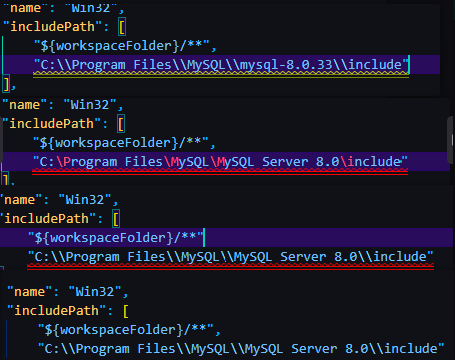 "name": "Win32",
"includePath": [
"${workspaceFolder}/**",
"C:\\Program Files\\MySQL\\mysql-8.0.33\\include"
],
"name": "Win32",
"includePath": [
"${workspaceFolder}/**",
"C:\Program Files\MySQL\MySQL Server 8.0\include"
],
"name": "Win32",
"includePath": [
"${workspaceFolder}/**"
"C:\\Program Files\\MySQL\\MySQL Server 8.0\\include"
"name": "Win32",
"includePath": [
"${workspaceFolder}/**",
"C:\\Program Files\\MySQL\\MySQL Server 8.0\\include"